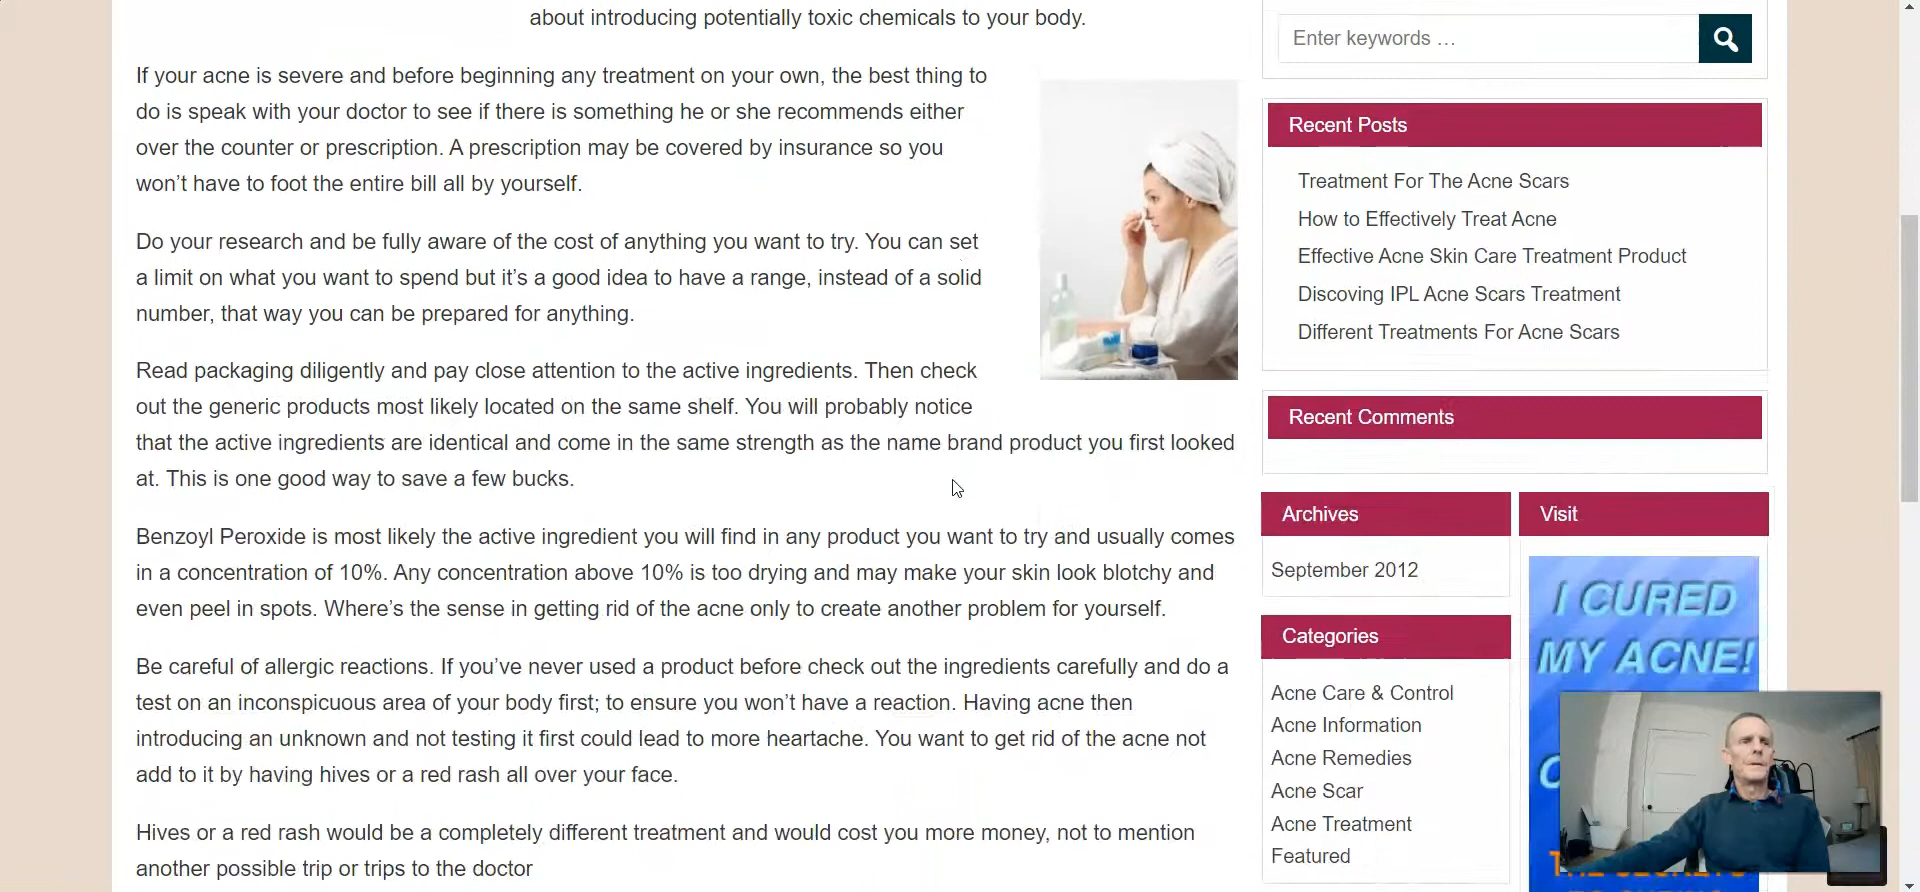 about introducing potentially toxic chemicals to your body.
If your acne is severe and before beginning any treatment on your own, the best thing to
do is speak with your doctor to see if there is something he or she recommends either
over the counter or prescription. A prescription may be covered by insurance so you
won’t have to foot the entire bill all by yourself.
Do your research and be fully aware of the cost of anything you want to try. You can set
a limit on what you want to spend but it’s a good idea to have a range, instead of a solid
number, that way you can be prepared for anything.
Read packaging diligently and pay close attention to the active ingredients. Then check
out the generic products most likely located on the same shelf. You will probably notice
that the active ingredients are identical and come in the same strength as the name brand product you first looked
at. This is one good way to save a few bucks.
Benzoyl Peroxide is most likely the active ingredient you will find in any product you want to try and usually comes
in a concentration of 10%. Any concentration above 10% is too drying and may make your skin look blotchy and
even peel in spots. Where’s the sense in getting rid of the acne only to create another problem for yourself.
Be careful of allergic reactions. If you’ve never used a product before check out the ingredients carefully and do a
test on an inconspicuous area of your body first; to ensure you won’t have a reaction. Having acne then
introducing an unknown and not testing it first could lead to more heartache. You want to get rid of the acne not
add to it by having hives or a red rash all over your face.
Hives or a red rash would be a completely different treatment and would cost you more money, not to mention
another possible trip or trips to the doctor
Enter keywords …
Recent Posts
Treatment For The Acne Scars
How to Effectively Treat Acne
Effective Acne Skin Care Treatment Product
Discoving IPL Acne Scars Treatment
Different Treatments For Acne Scars
Recent Comments
Archives
September 2012
Categories
Acne Care & Control
Acne Information
Acne Remedies
Acne Scar
Acne Treatment
Featured
Visit
I CURED
MY ACNE!